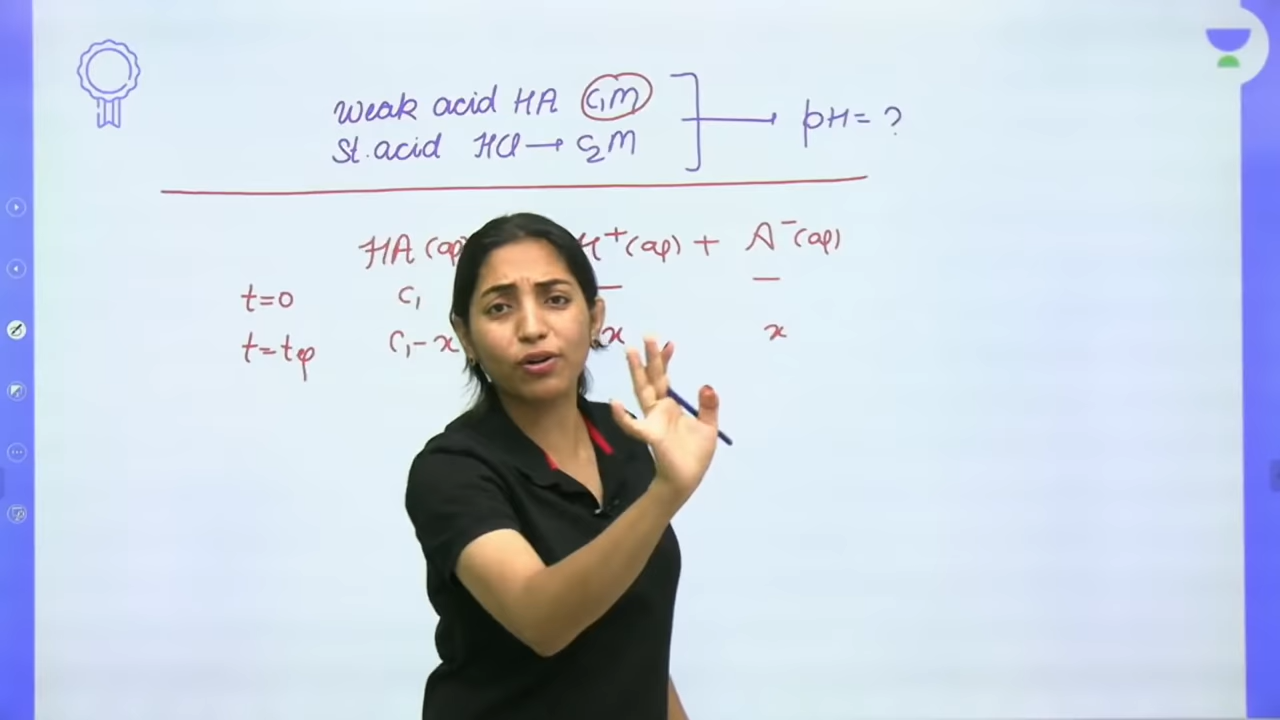 weak acid HA C₁M
St. acid HCl → C₂M
pH = ?
HA (aq) H⁺(aq) + A⁻(aq)
t=0 C₁ — —
t=teq C₁-x x x